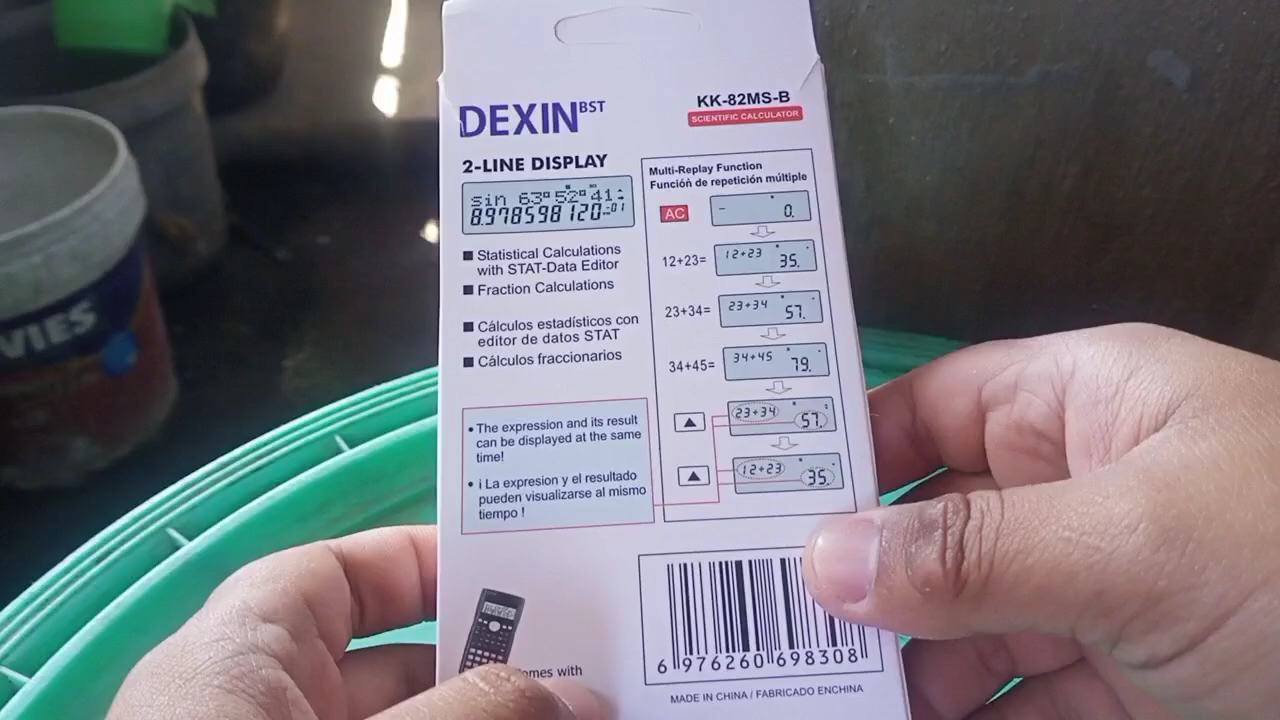 DEXIN BST
KK-82MS-B
SCIENTIFIC CALCULATOR
2-LINE DISPLAY
sin 63°52°41
8.978598120-01
■ Statistical Calculations
with STAT-Data Editor
■ Fraction Calculations
■ Cálculos estadísticos con
editor de datos STAT
■ Cálculos fraccionarios
• The expression and its result
can be displayed at the same
time!
• ¡ La expresion y el resultado
pueden visualizarse al mismo
tiempo !
Multi-Replay Function
Funcióń de repetición múltiple
AC
0.
12+23= 12+23 35.
23+34= 23+34 57.
34+45= 34+45 79.
▲ 23+34 57.
▲ 12+23 35.
omes with
6 976260 698308
MADE IN CHINA / FABRICADO ENCHINA
VIES